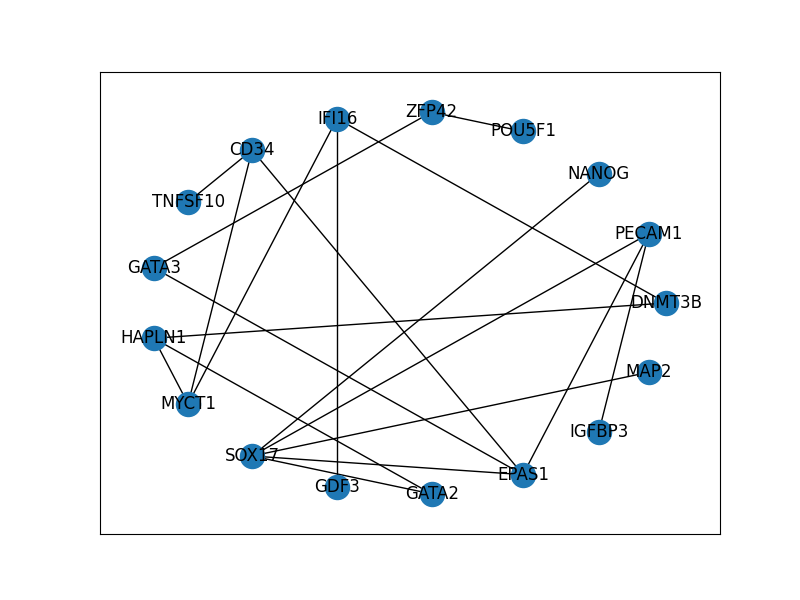 ZFP42
IFI16
POU5F1
CD34
NANOG
TNFSF10
PECAM1
GATA3
DNMT3B
HAPLN1
MAP2
MYCT1
IGFBP3
SOX17
EPAS1
GDF3
GATA2